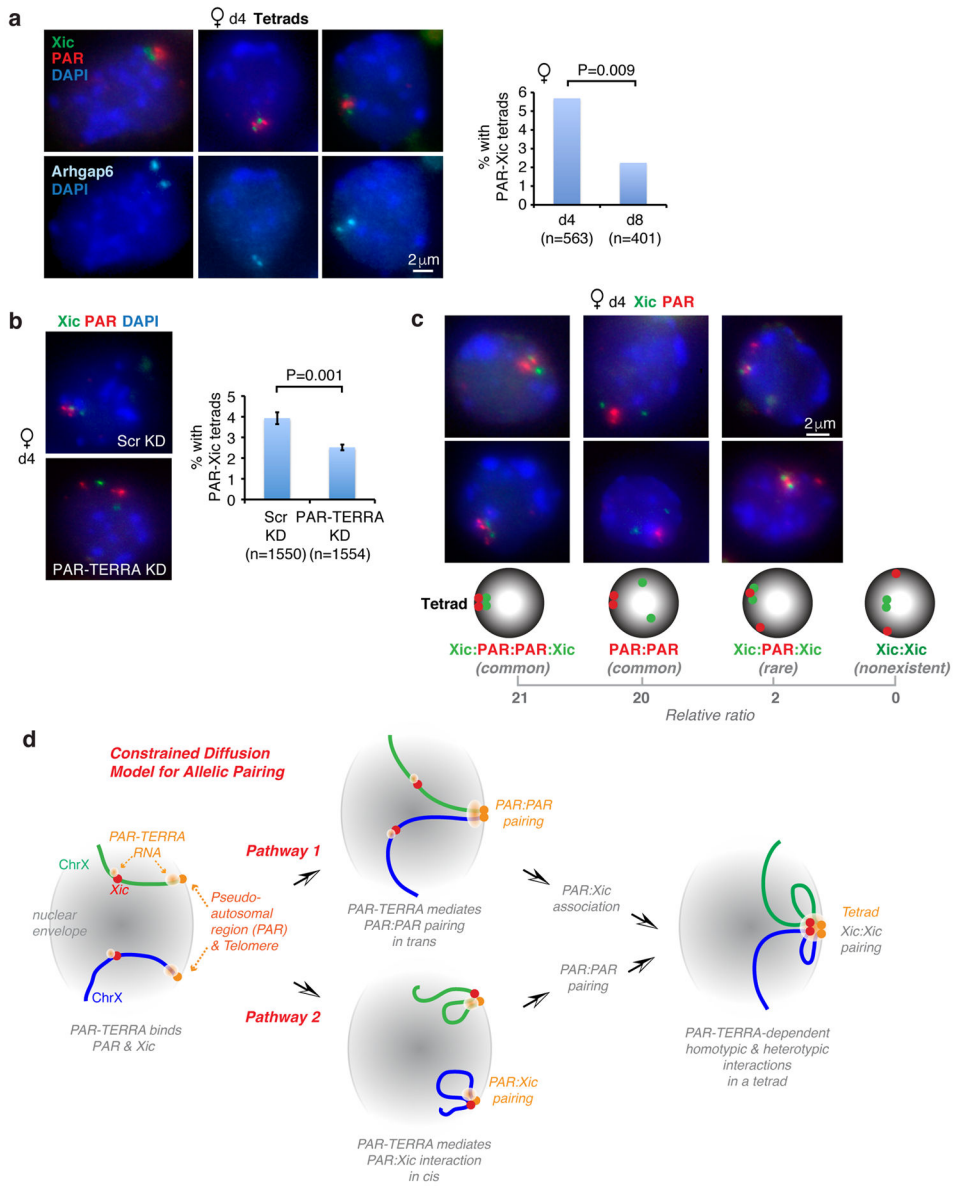 a
♀ d4 Tetrads
Xic
PAR
DAPI
Arhgap6
DAPI
2 µm
♀
P=0.009
% with
PAR-Xic tetrads
6
5
4
3
2
1
0
d4
(n=563)
d8
(n=401)
b
Xic PAR DAPI
♀
d4
Scr KD
PAR-TERRA KD
P=0.001
% with
PAR-Xic tetrads
5
4
3
2
1
0
Scr
KD
(n=1550)
PAR-TERRA
KD
(n=1554)
c
♀ d4 Xic PAR
2 µm
Tetrad
Xic:PAR:PAR:Xic
(common)
PAR:PAR
(common)
Xic:PAR:Xic
(rare)
Xic:Xic
(nonexistent)
21
20
2
0
Relative ratio
d
Constrained Diffusion
Model for Allelic Pairing
PAR-TERRA
RNA
ChrX
Xic
nuclear
envelope
Pseudo-
autosomal
region (PAR)
& Telomere
ChrX
PAR-TERRA binds
PAR & Xic
Pathway 1
PAR:PAR
pairing
PAR-TERRA mediates
PAR:PAR pairing
in trans
Pathway 2
PAR:Xic
pairing
PAR-TERRA mediates
PAR:Xic interaction
in cis
PAR:Xic
association
PAR:PAR
pairing
Tetrad
Xic:Xic
pairing
PAR-TERRA-dependent
homotypic & heterotypic
interactions
in a tetrad